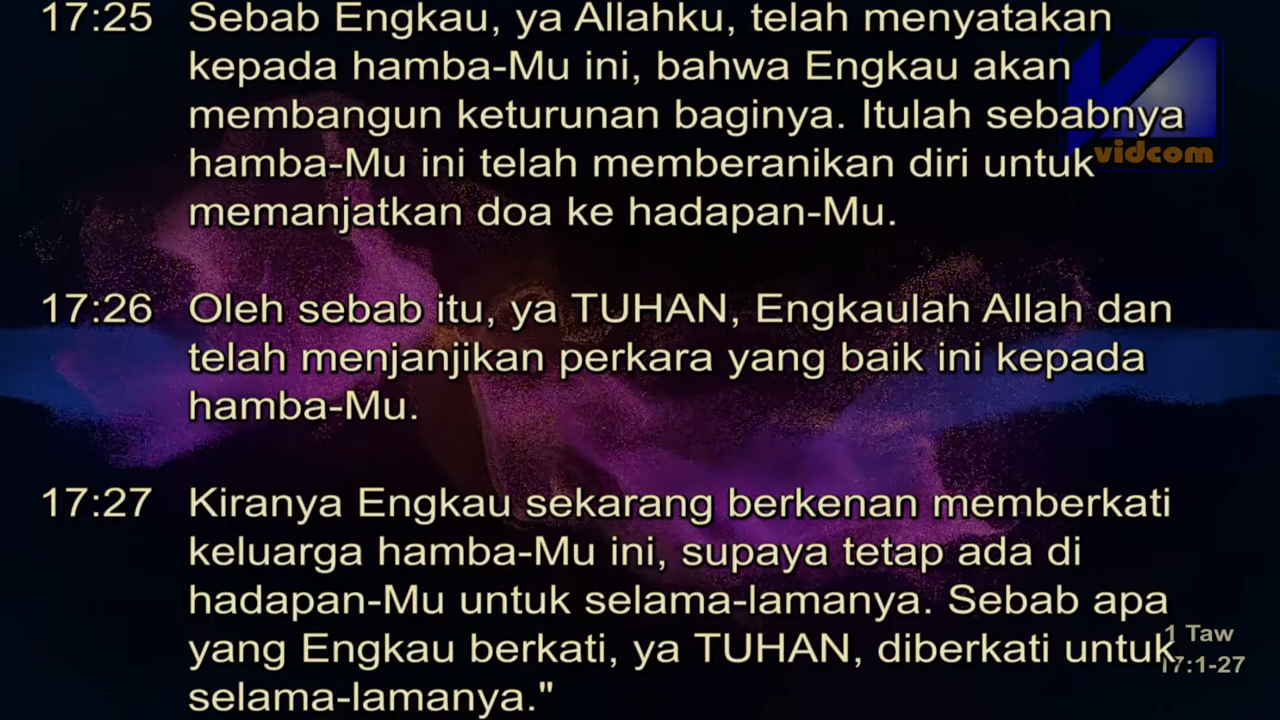 17:25 Sebab Engkau, ya Allahku, telah menyatakan
kepada hamba-Mu ini, bahwa Engkau akan
membangun keturunan baginya. Itulah sebabnya
hamba-Mu ini telah memberanikan diri untuk
memanjatkan doa ke hadapan-Mu.
vidcom
17:26 Oleh sebab itu, ya TUHAN, Engkaulah Allah dan
telah menjanjikan perkara yang baik ini kepada
hamba-Mu.
17:27 Kiranya Engkau sekarang berkenan memberkati
keluarga hamba-Mu ini, supaya tetap ada di
hadapan-Mu untuk selama-lamanya. Sebab apa
yang Engkau berkati, ya TUHAN, diberkati untuk
selama-lamanya."
1 Taw
17:1-27